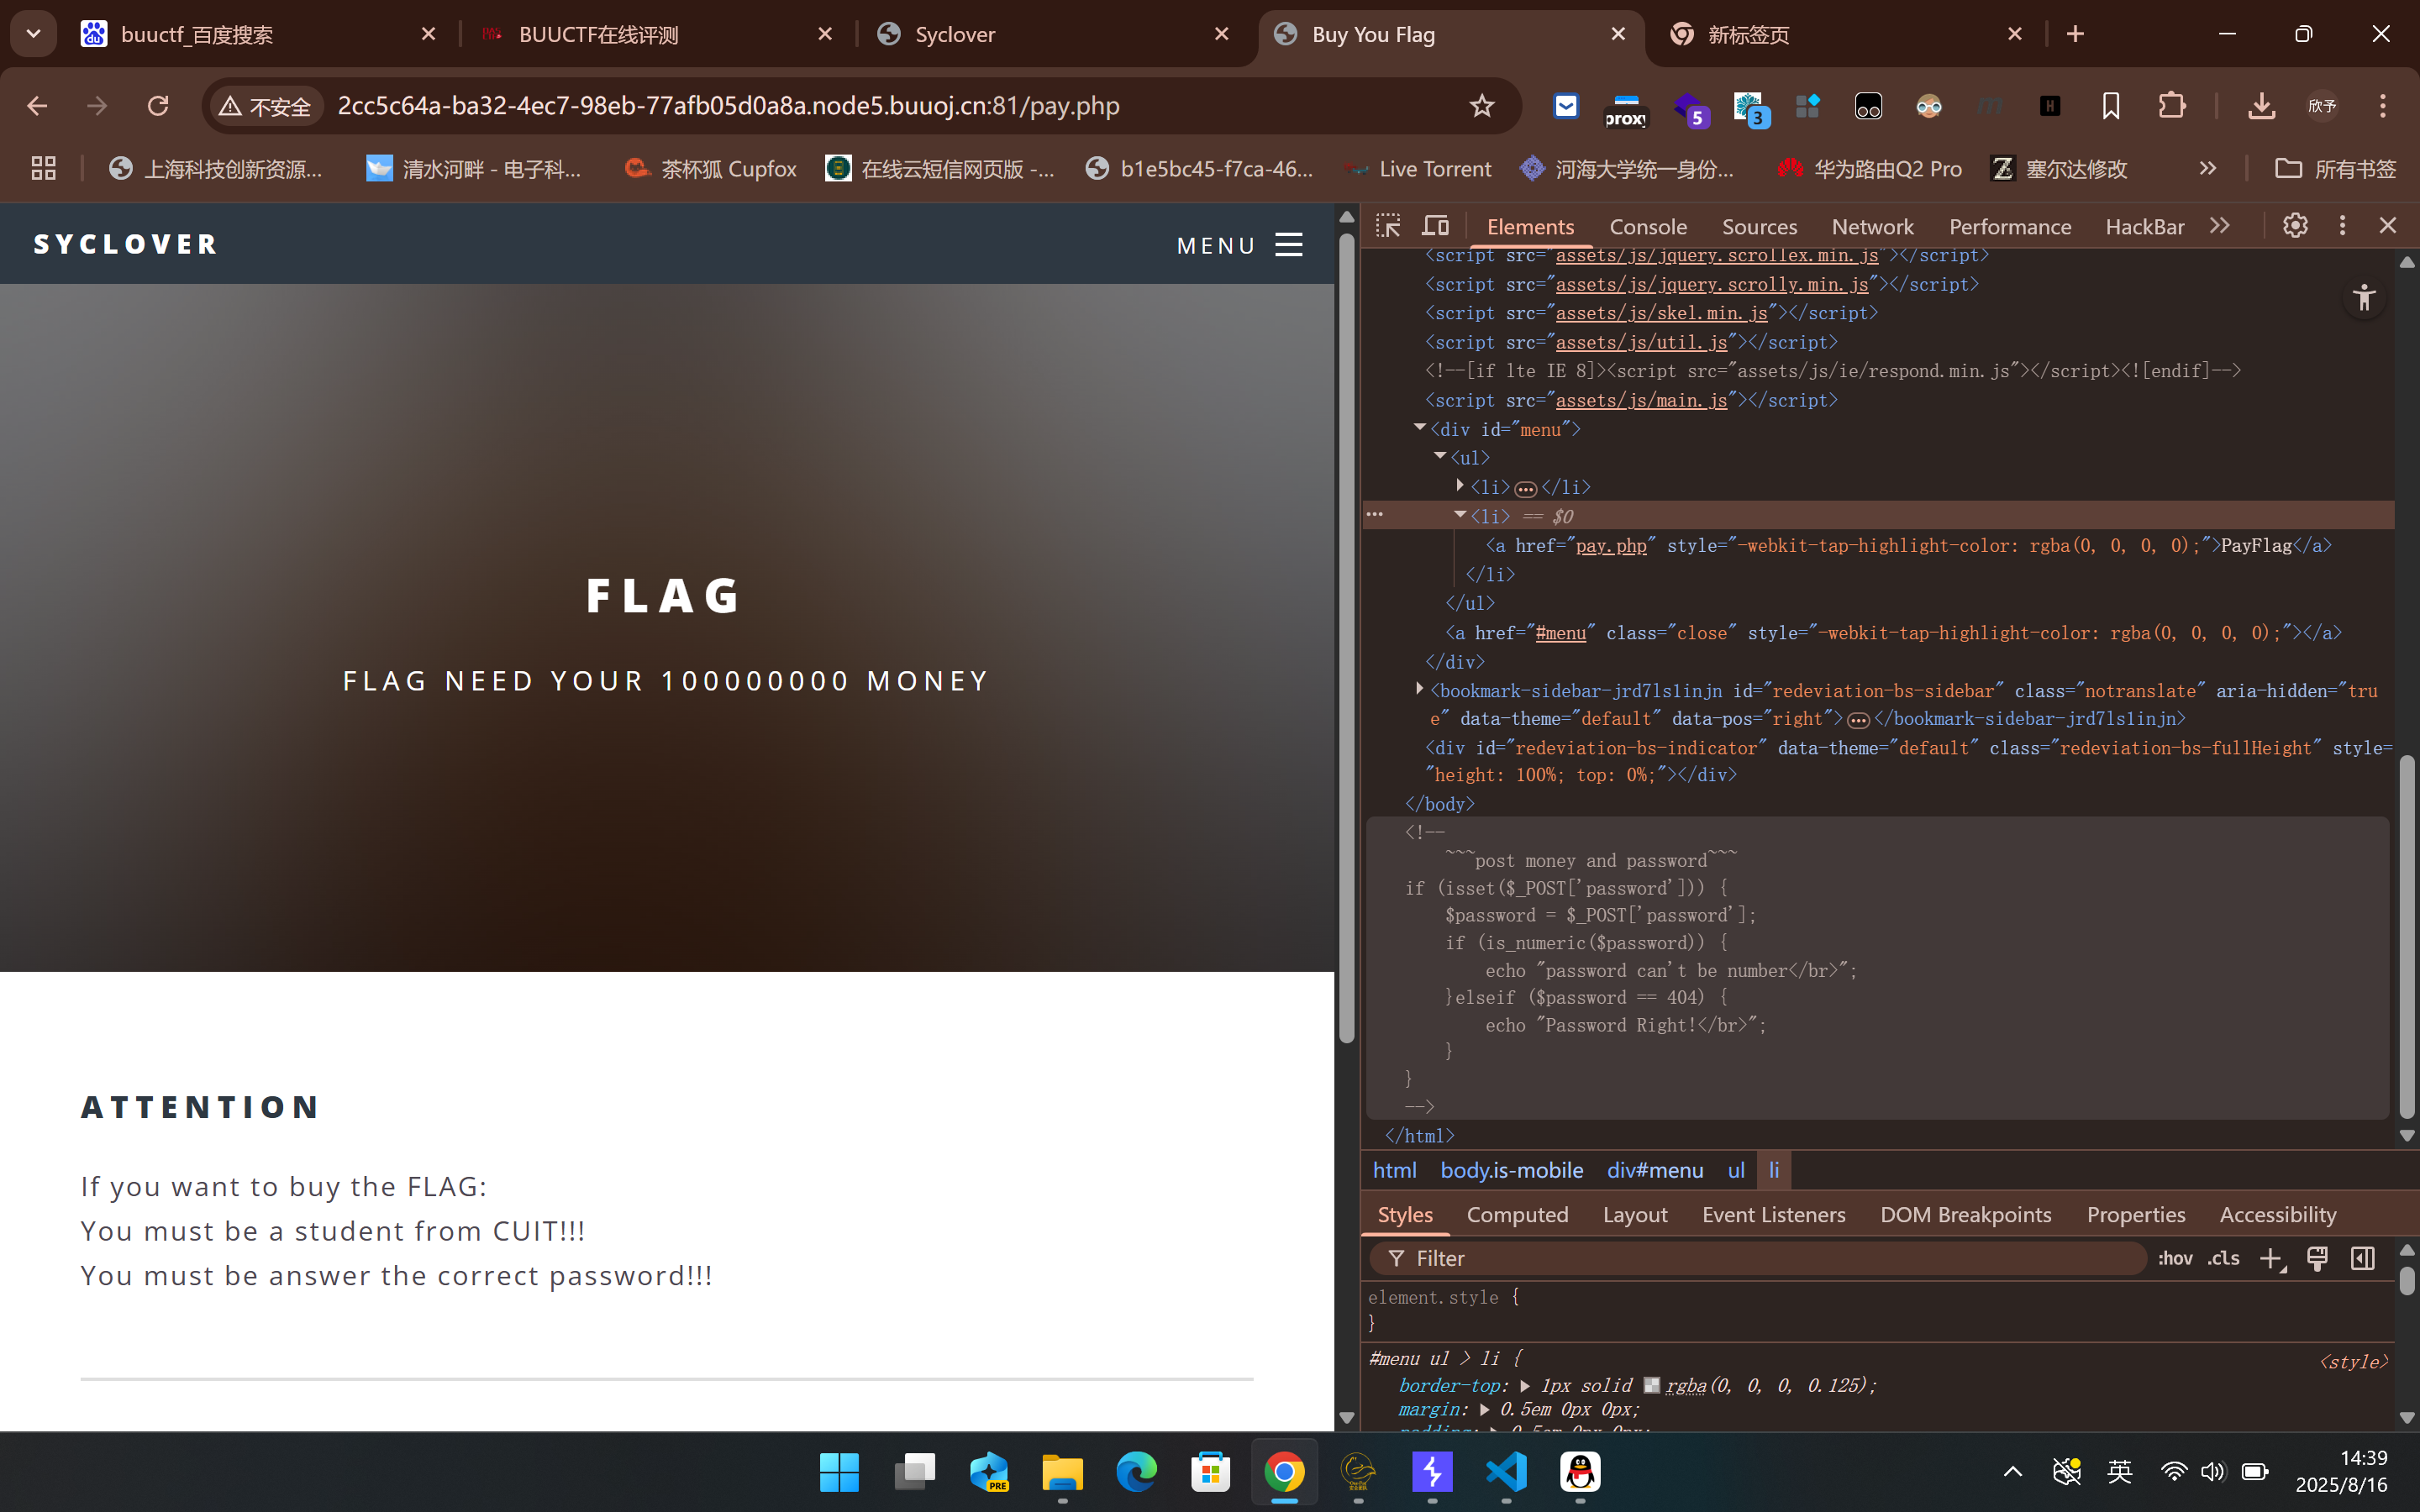 buuctf_百度搜索
BUUCTF在线评测
Syclover
Buy You Flag
新标签页
不安全
2cc5c64a-ba32-4ec7-98eb-77afb05d0a8a.node5.buuoj.cn:81/pay.php
proxy
5
3
欣予
上海科技创新资源...
清水河畔 - 电子科...
茶杯狐 Cupfox
在线云短信网页版 -...
b1e5bc45-f7ca-46...
Live Torrent
河海大学统一身份...
华为路由Q2 Pro
塞尔达修改
所有书签
SYCLOVER
MENU
FLAG
FLAG NEED YOUR 100000000 MONEY
ATTENTION
If you want to buy the FLAG:
You must be a student from CUIT!!!
You must be answer the correct password!!!
Elements Console Sources Network Performance HackBar
<script src="assets/js/jquery.scrollex.min.js"></script>
<script src="assets/js/jquery.scrolly.min.js"></script>
<script src="assets/js/skel.min.js"></script>
<script src="assets/js/util.js"></script>
<!--[if lte IE 8]><script src="assets/js/ie/respond.min.js"></script><![endif]-->
<script src="assets/js/main.js"></script>
<div id="menu">
<ul>
<li>…</li>
<li> == $0
<a href="pay.php" style="-webkit-tap-highlight-color: rgba(0, 0, 0, 0);">PayFlag</a>
</li>
</ul>
<a href="#menu" class="close" style="-webkit-tap-highlight-color: rgba(0, 0, 0, 0);"></a>
</div>
<bookmark-sidebar-jrd7ls1injn id="redeviation-bs-sidebar" class="notranslate" aria-hidden="tru
e" data-theme="default" data-pos="right">…</bookmark-sidebar-jrd7ls1injn>
<div id="redeviation-bs-indicator" data-theme="default" class="redeviation-bs-fullHeight" style=
"height: 100%; top: 0%;"></div>
</body>
<!--
~~~post money and password~~~
if (isset($_POST['password'])) {
$password = $_POST['password'];
if (is_numeric($password)) {
echo "password can't be number</br>";
}elseif ($password == 404) {
echo "Password Right!</br>";
}
}
-->
</html>
html body.is-mobile div#menu ul li
Styles Computed Layout Event Listeners DOM Breakpoints Properties Accessibility
Filter
:hov .cls
element.style {
}
#menu ul > li {
<style>
border-top: 1px solid rgba(0, 0, 0, 0.125);
margin: 0.5em 0px 0px;
padding: 0.5em 0px 0px;
PRE
英
14:39
2025/8/16